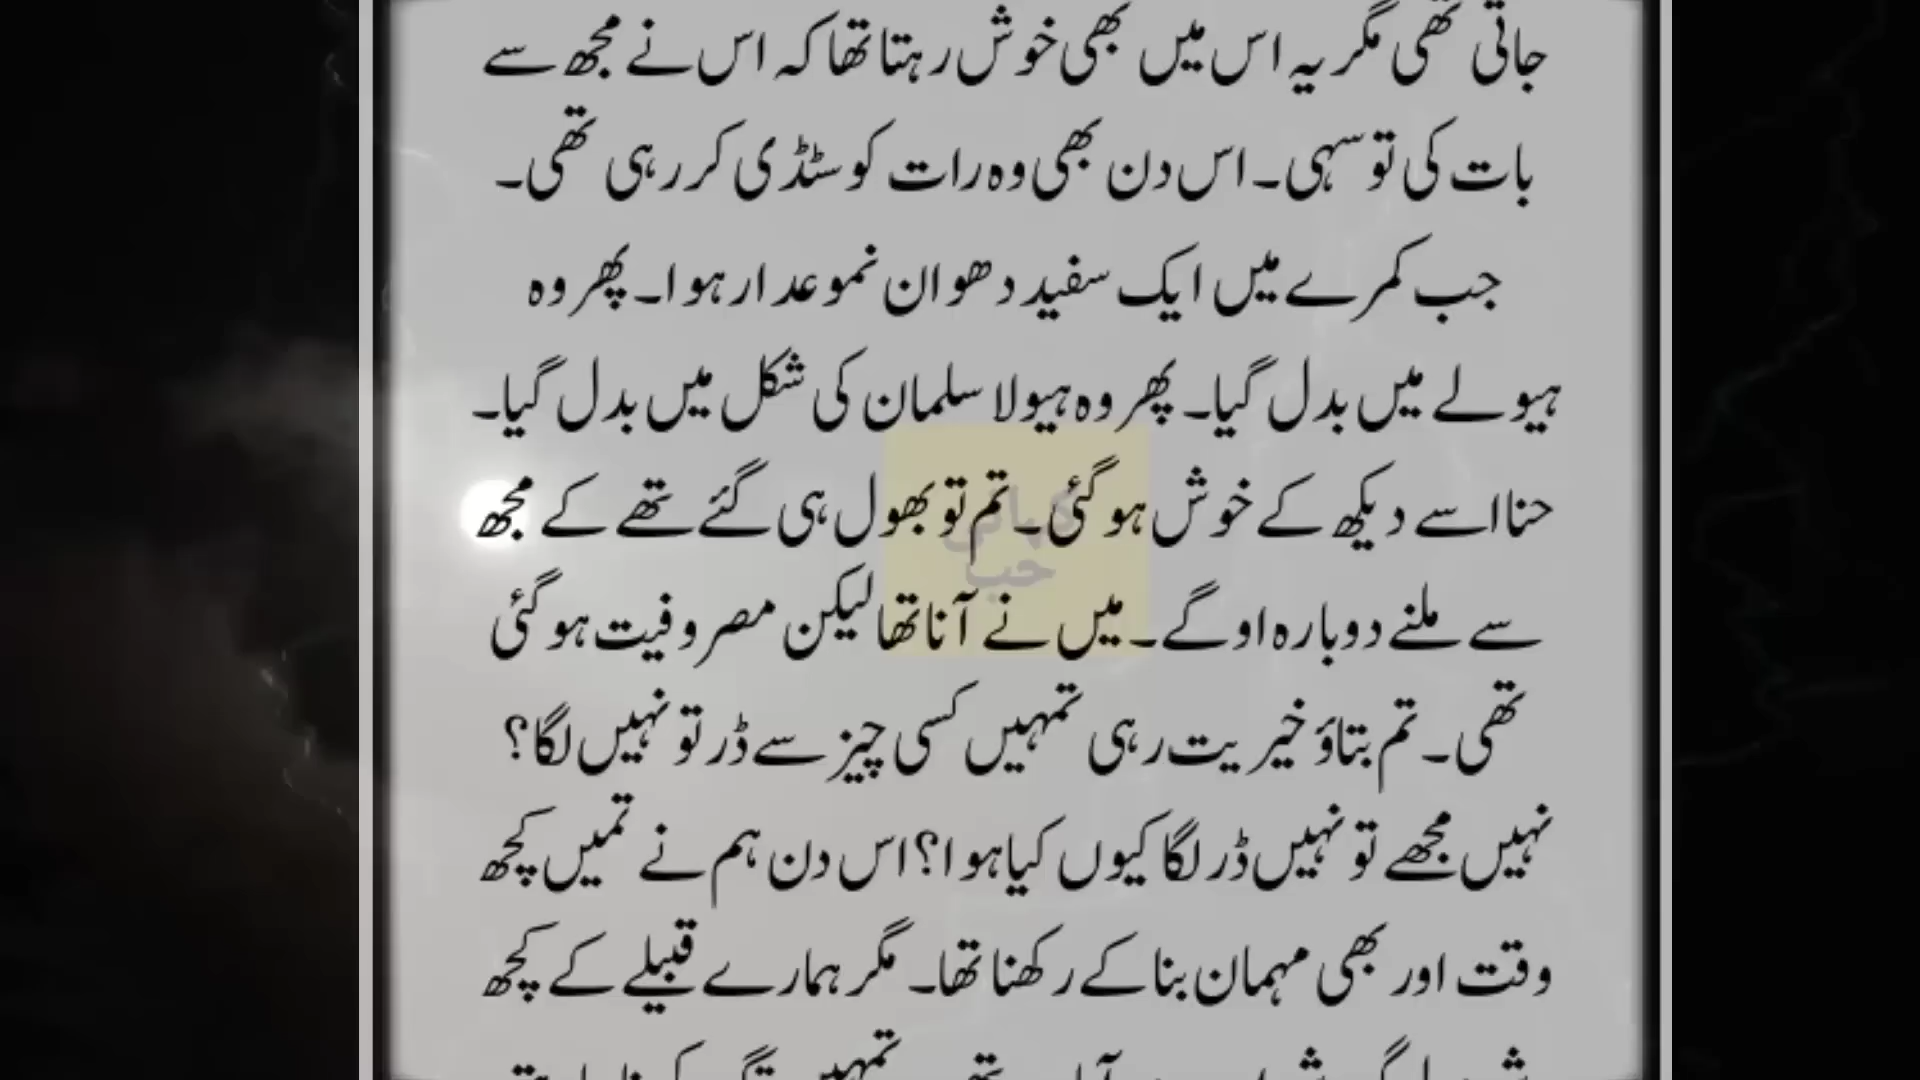 جاتی تھی مگر یہ اس میں بھی خوش رہتا تھا کہ اس نے مجھ سے
بات کی تو سہی۔ اس دن بھی وہ رات کو سٹڈی کر رہی تھی۔
جب کمرے میں ایک سفید دھوان نموعدار ہوا۔ پھر وہ
ہیولے میں بدل گیا۔ پھر وہ ہیولا سلمان کی شکل میں بدل گیا۔
حنا اسے دیکھ کے خوش ہو گئی۔ تم تو بھول ہی گئے تھے کے مجھ
سے ملنے دوبارہ او گے۔ میں نے آنا تھا لیکن مصروفیت ہو گئی
تھی۔ تم بتاؤ خیریت رہی تمہیں کسی چیز سے ڈر تو نہیں لگا؟
نہیں مجھے تو نہیں ڈر لگا کیوں کیا ہوا؟ اس دن ہم نے تمیں کچھ
وقت اور بھی مہمان بنا کے رکھنا تھا۔ مگر ہمارے قبیلے کے کچھ